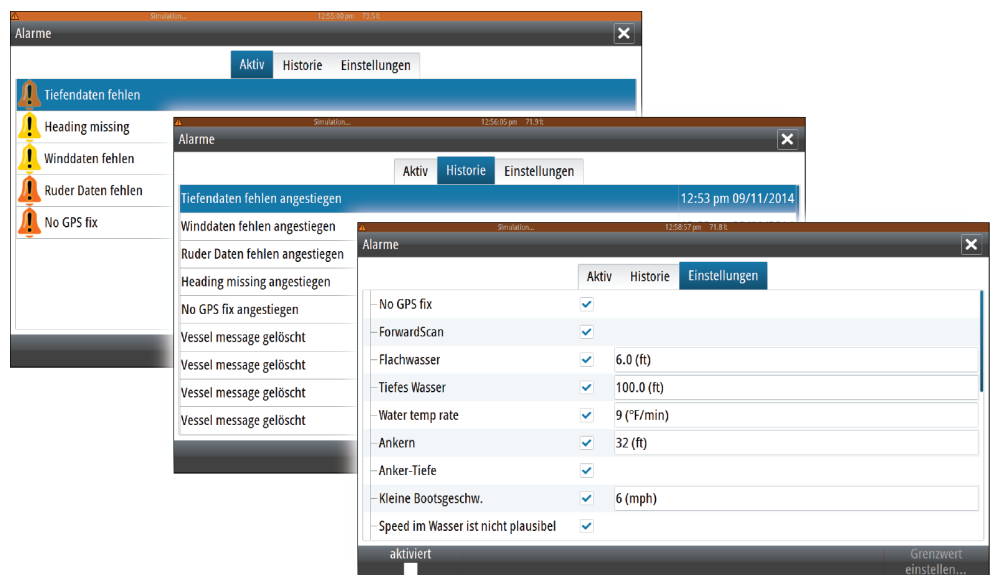 Simulation... 12:55:00 pm 73.5 ft
Alarme
Aktiv Historie Einstellungen
Tiefendaten fehlen
Heading missing
Winddaten fehlen
Ruder Daten fehlen
No GPS fix
Simulation... 12:56:05 pm 71.9 ft
Alarme
Aktiv Historie Einstellungen
Tiefendaten fehlen angestiegen 12:53 pm 09/11/2014
Winddaten fehlen angestiegen
Ruder Daten fehlen angestiegen
Heading missing angestiegen
No GPS fix angestiegen
Vessel message gelöscht
Vessel message gelöscht
Vessel message gelöscht
Vessel message gelöscht
Simulation... 12:58:57 pm 71.8 ft
Alarme
Aktiv Historie Einstellungen
No GPS fix
ForwardScan
Flachwasser 6.0 (ft)
Tiefes Wasser 100.0 (ft)
Water temp rate 9 (°F/min)
Ankern 32 (ft)
Anker-Tiefe
Kleine Bootsgeschw. 6 (mph)
Speed im Wasser ist nicht plausibel
aktiviert Grenzwert
einstellen...